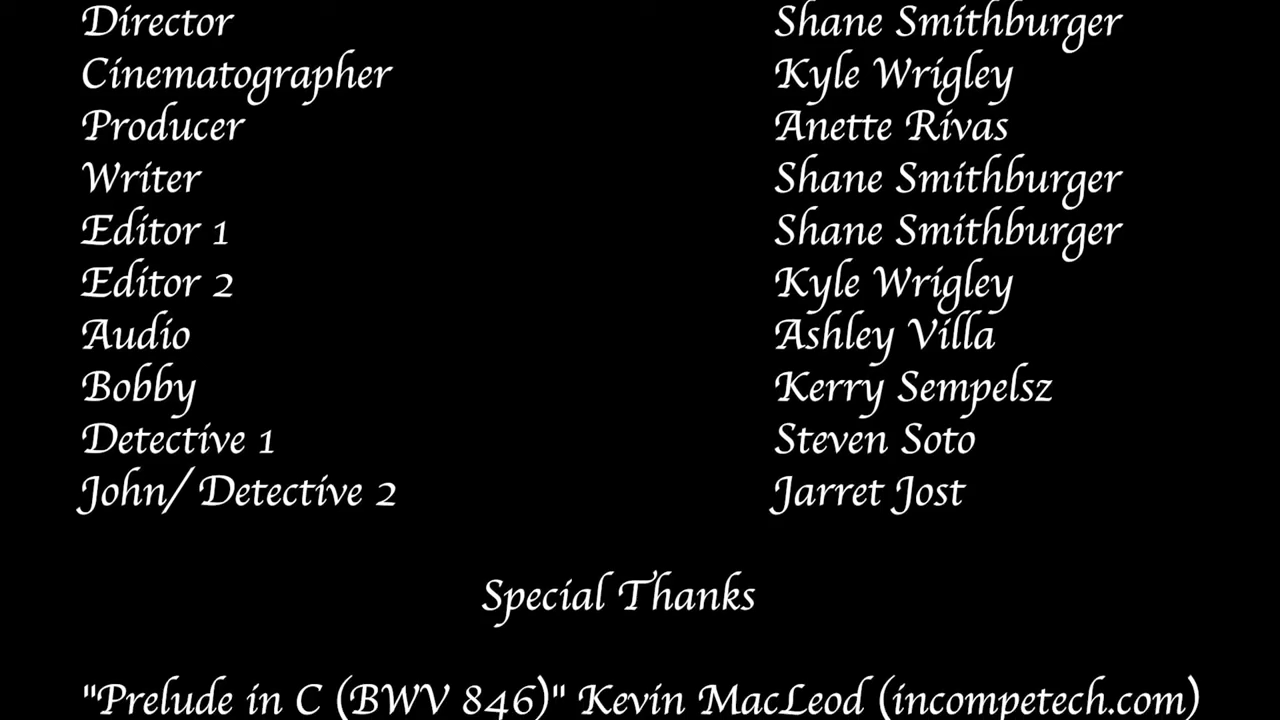 Director Shane Smithburger
Cinematographer Kyle Wrigley
Producer Anette Rivas
Writer Shane Smithburger
Editor 1 Shane Smithburger
Editor 2 Kyle Wrigley
Audio Ashley Villa
Bobby Kerry Sempelsz
Detective 1 Steven Soto
John/ Detective 2 Jarret Jost
Special Thanks
"Prelude in C (BWV 846)" Kevin MacLeod (incompetech.com)